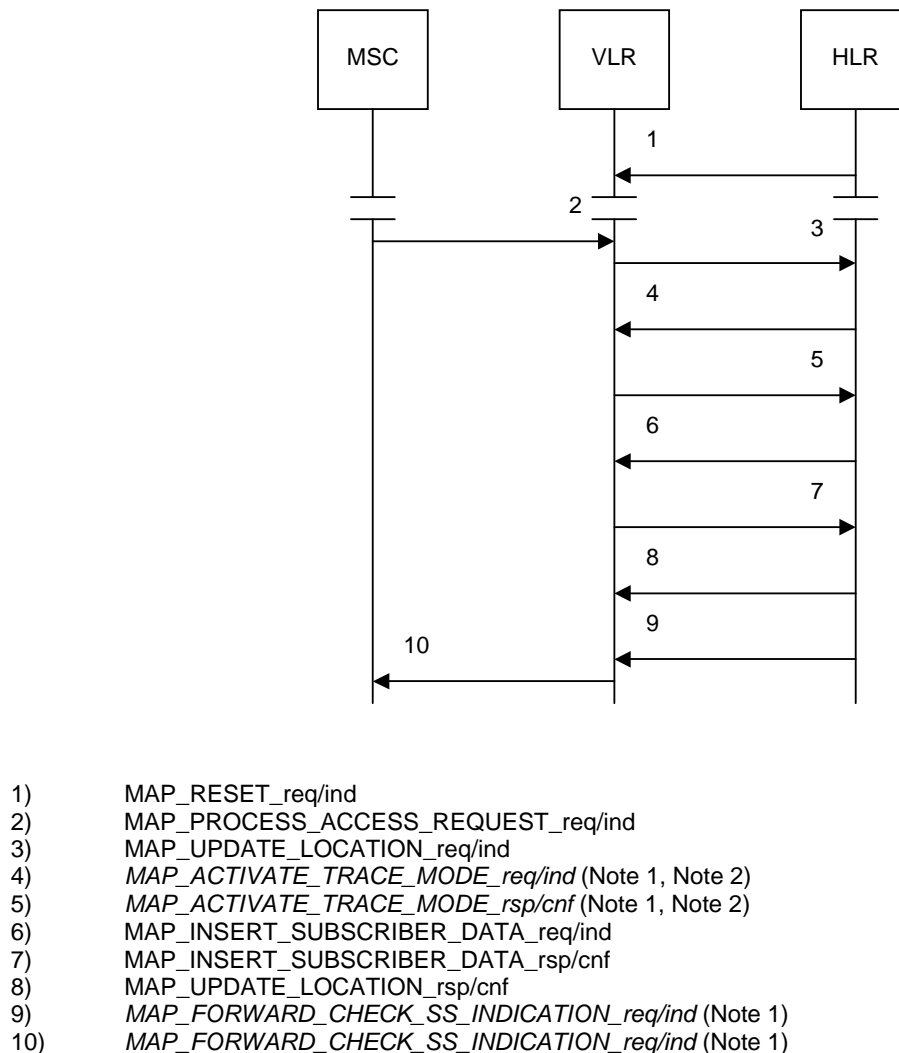 MSC VLR HLR
1
2
3
4
5
6
7
8
9
10
1) MAP_RESET_req/ind
2) MAP_PROCESS_ACCESS_REQUEST_req/ind
3) MAP_UPDATE_LOCATION_req/ind
4) MAP_ACTIVATE_TRACE_MODE_req/ind (Note 1, Note 2)
5) MAP_ACTIVATE_TRACE_MODE_rsp/cnf (Note 1, Note 2)
6) MAP_INSERT_SUBSCRIBER_DATA_req/ind
7) MAP_INSERT_SUBSCRIBER_DATA_rsp/cnf
8) MAP_UPDATE_LOCATION_rsp/cnf
9) MAP_FORWARD_CHECK_SS_INDICATION_req/ind (Note 1)
10) MAP_FORWARD_CHECK_SS_INDICATION_req/ind (Note 1)